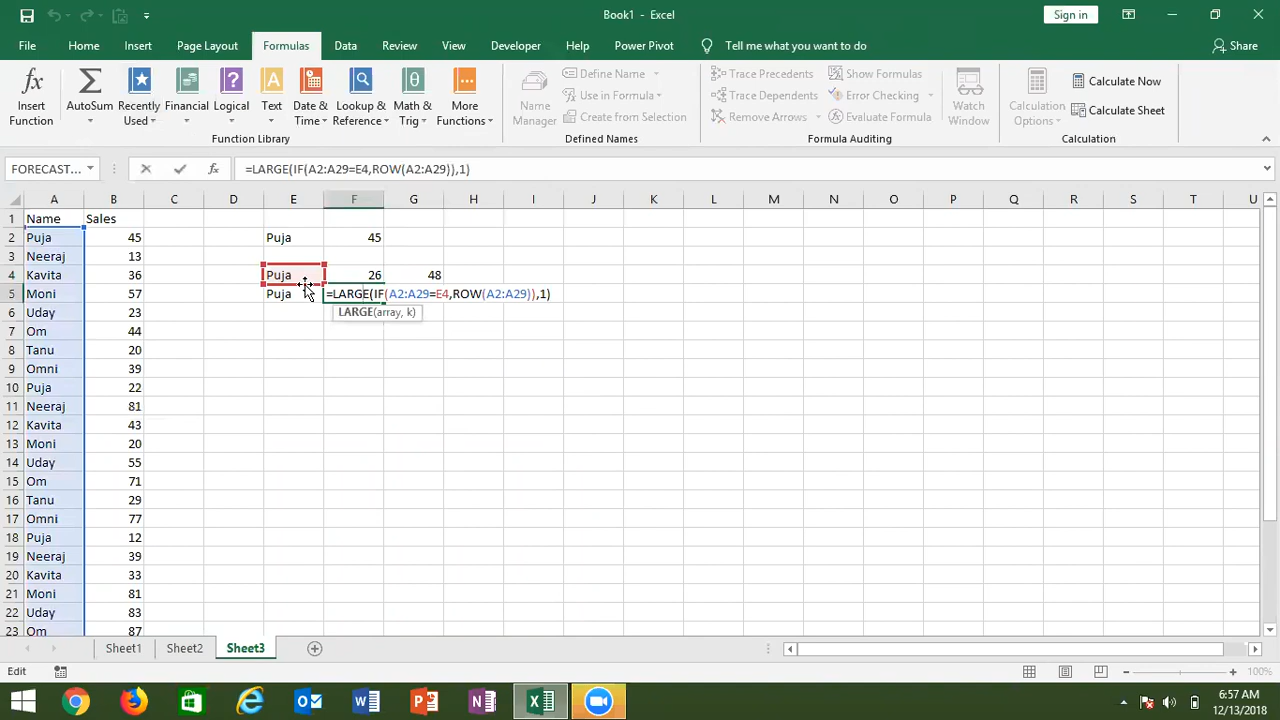 Book1 - Excel
Sign in
File Home Insert Page Layout Formulas Data Review View Developer Help Power Pivot Tell me what you want to do Share
Insert Function
AutoSum
Recently Used
Financial
Logical
Text
Date & Time
Lookup & Reference
Math & Trig
More Functions
Function Library
Name Manager
Define Name
Use in Formula
Create from Selection
Defined Names
Trace Precedents
Trace Dependents
Remove Arrows
Show Formulas
Error Checking
Evaluate Formula
Formula Auditing
Watch Window
Calculation Options
Calculate Now
Calculate Sheet
Calculation
FORECAST... fx =LARGE(IF(A2:A29=E4,ROW(A2:A29)),1)
A B C D E F G H I J K L M N O P Q R S T U
1 Name Sales
2 Puja 45 Puja 45
3 Neeraj 13
4 Kavita 36 Puja 26 48
5 Moni 57 Puja =LARGE(IF(A2:A29=E4,ROW(A2:A29)),1)
6 Uday 23 LARGE(array, k)
7 Om 44
8 Tanu 20
9 Omni 39
10 Puja 22
11 Neeraj 81
12 Kavita 43
13 Moni 20
14 Uday 55
15 Om 71
16 Tanu 29
17 Omni 77
18 Puja 12
19 Neeraj 39
20 Kavita 33
21 Moni 81
22 Uday 83
23 Om 87
Sheet1 Sheet2 Sheet3
Edit 100%
6:57 AM
12/13/2018